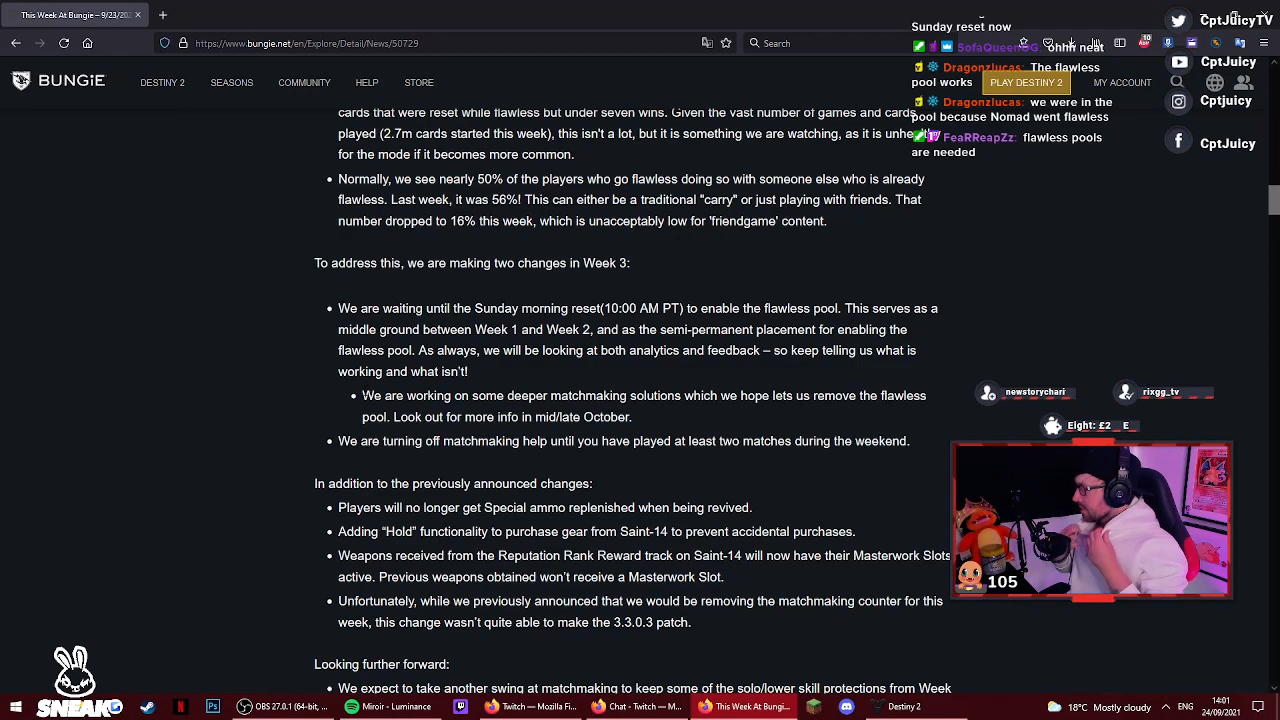 This Week At Bungie – 9/23/202
https://www.bungie.net/en/Explore/Detail/News/50729
Search
BUNGiE
DESTINY 2
SEASONS
COMMUNITY
HELP
STORE
PLAY DESTINY 2
MY ACCOUNT
Sunday reset now
SofaQueenUG: ohhh neat
Dragonzlucas: The flawless
pool works
Dragonzlucas: we were in the
pool because Nomad went flawless
FeaRReapZz: flawless pools
are needed
CptJuicyTV
CptJuicy
Cptjuicy
CptJuicy
cards that were reset while flawless but under seven wins. Given the vast number of games and cards
played (2.7m cards started this week), this isn't a lot, but it is something we are watching, as it is unhe
for the mode if it becomes more common.
Normally, we see nearly 50% of the players who go flawless doing so with someone else who is already
flawless. Last week, it was 56%! This can either be a traditional "carry" or just playing with friends. That
number dropped to 16% this week, which is unacceptably low for 'friendgame' content.
To address this, we are making two changes in Week 3:
We are waiting until the Sunday morning reset(10:00 AM PT) to enable the flawless pool. This serves as a
middle ground between Week 1 and Week 2, and as the semi-permanent placement for enabling the
flawless pool. As always, we will be looking at both analytics and feedback – so keep telling us what is
working and what isn't!
We are working on some deeper matchmaking solutions which we hope lets us remove the flawless
pool. Look out for more info in mid/late October.
We are turning off matchmaking help until you have played at least two matches during the weekend.
In addition to the previously announced changes:
Players will no longer get Special ammo replenished when being revived.
Adding “Hold” functionality to purchase gear from Saint-14 to prevent accidental purchases.
Weapons received from the Reputation Rank Reward track on Saint-14 will now have their Masterwork Slots
active. Previous weapons obtained won’t receive a Masterwork Slot.
Unfortunately, while we previously announced that we would be removing the matchmaking counter for this
week, this change wasn’t quite able to make the 3.3.0.3 patch.
Looking further forward:
We expect to take another swing at matchmaking to keep some of the solo/lower skill protections from Week
newstorychari
rixgg_tv
Eight: £2 E
105
SNEAK
OBS 27.0.1 (64-bit, ...
Miroir - Luminance
Twitch — Mozilla Fi...
Chat - Twitch — M...
This Week At Bungi...
Destiny 2
18°C Mostly cloudy
ENG
14:01
24/09/2021